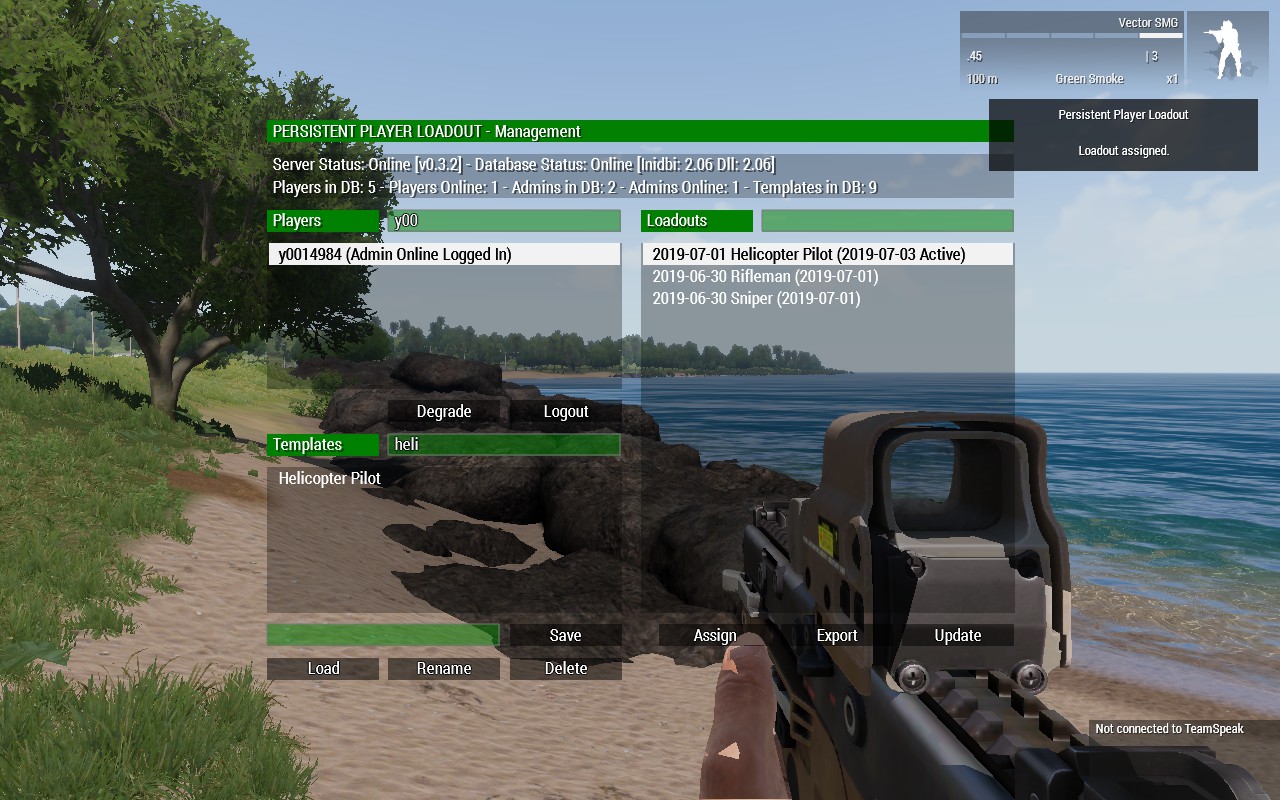 Vector SMG
.45 | 3
100 m Green Smoke x1
Persistent Player Loadout
Loadout assigned.
PERSISTENT PLAYER LOADOUT - Management
Server Status: Online [v0.3.2] - Database Status: Online [Inidbi: 2.06 Dll: 2.06]
Players in DB: 5 - Players Online: 1 - Admins in DB: 2 - Admins Online: 1 - Templates in DB: 9
Players y00
y0014984 (Admin Online Logged In)
Degrade Logout
Templates heli
Helicopter Pilot
Save
Load Rename Delete
Loadouts
2019-07-01 Helicopter Pilot (2019-07-03 Active)
2019-06-30 Rifleman (2019-07-01)
2019-06-30 Sniper (2019-07-01)
Assign Export Update
Not connected to TeamSpeak